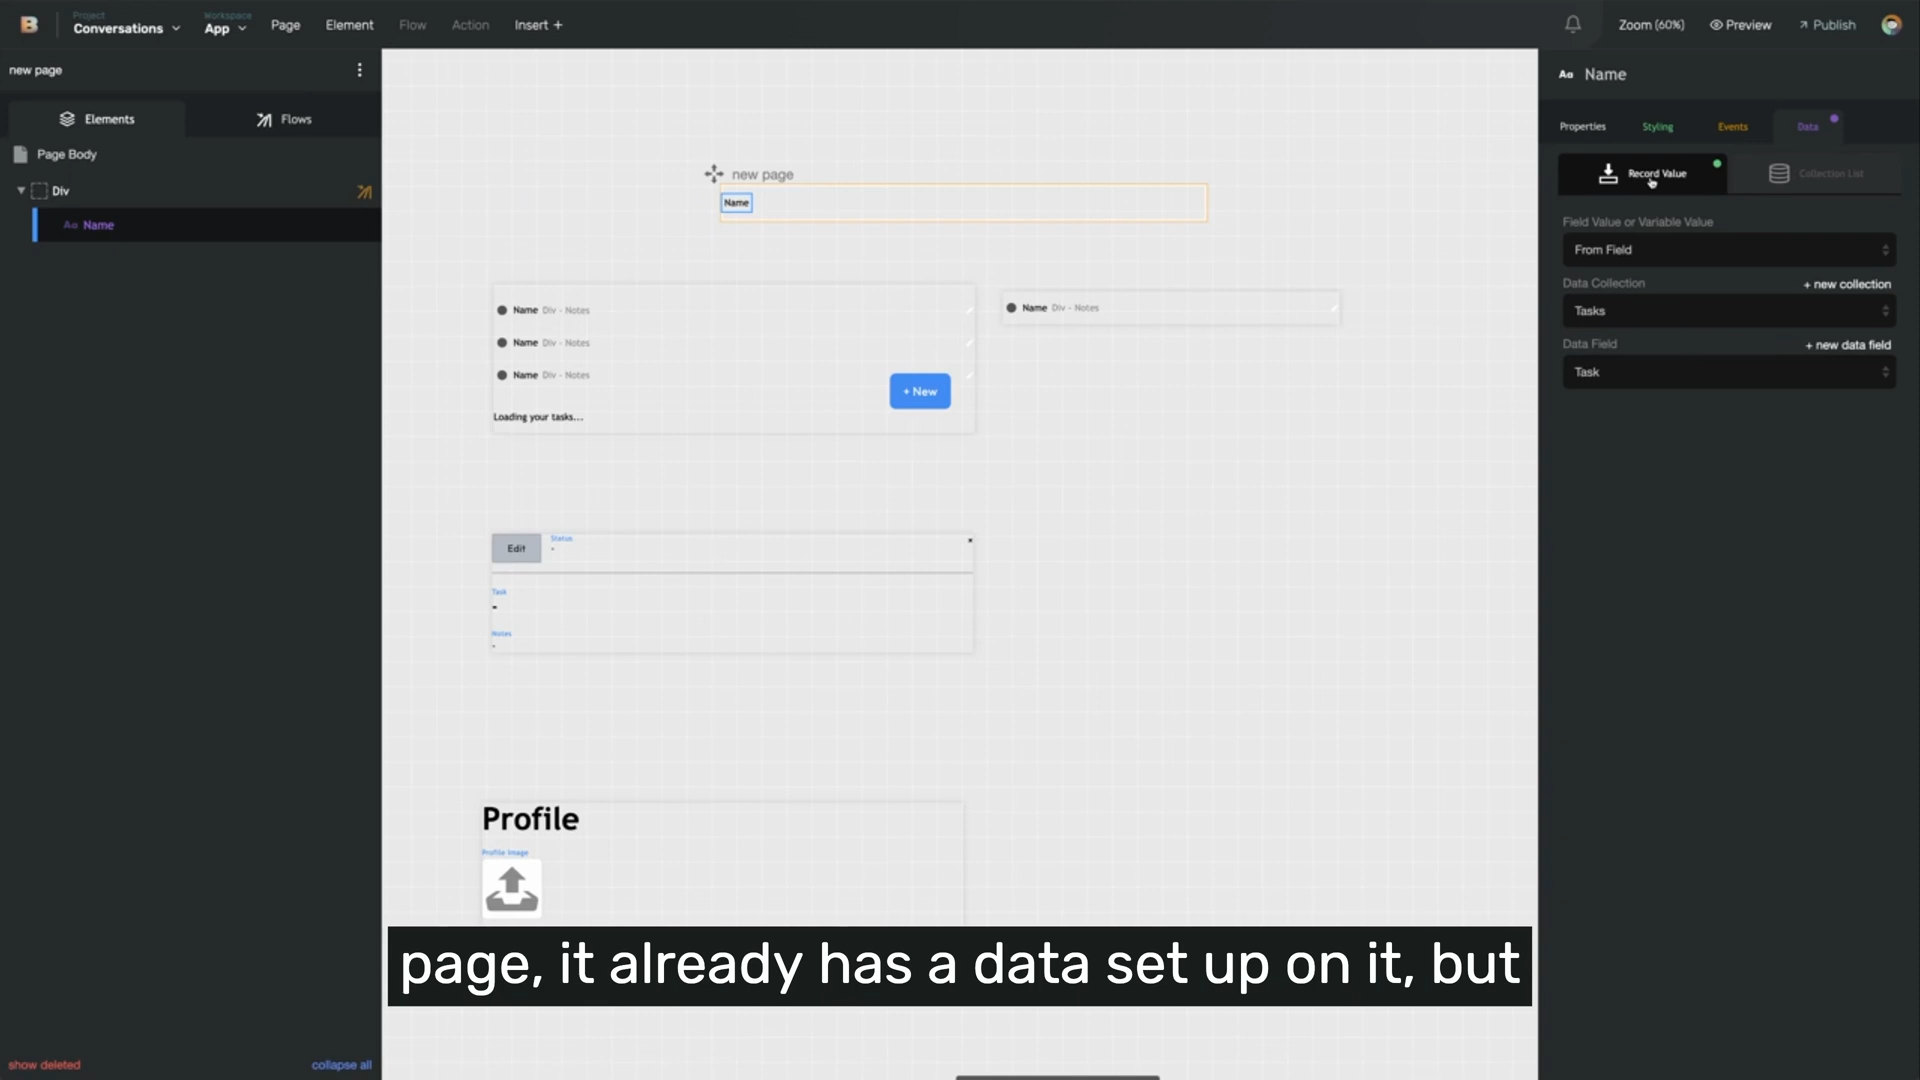 B
Project
Conversations
Workspace
App
Page
Element
Flow
Action
Insert +
Zoom (60%)
Preview
Publish
new page
Elements
Flows
Page Body
Div
Aa Name
show deleted
collapse all
new page
Name
Name Div - Notes
Name Div - Notes
Name Div - Notes
+ New
Loading your tasks...
Name Div - Notes
Edit
Status
-
Task
-
Notes
-
Profile
Profile Image
page, it already has a data set up on it, but
Aa Name
Properties
Styling
Events
Data
Record Value
Collection List
Field Value or Variable Value
From Field
Data Collection
+ new collection
Tasks
Data Field
+ new data field
Task